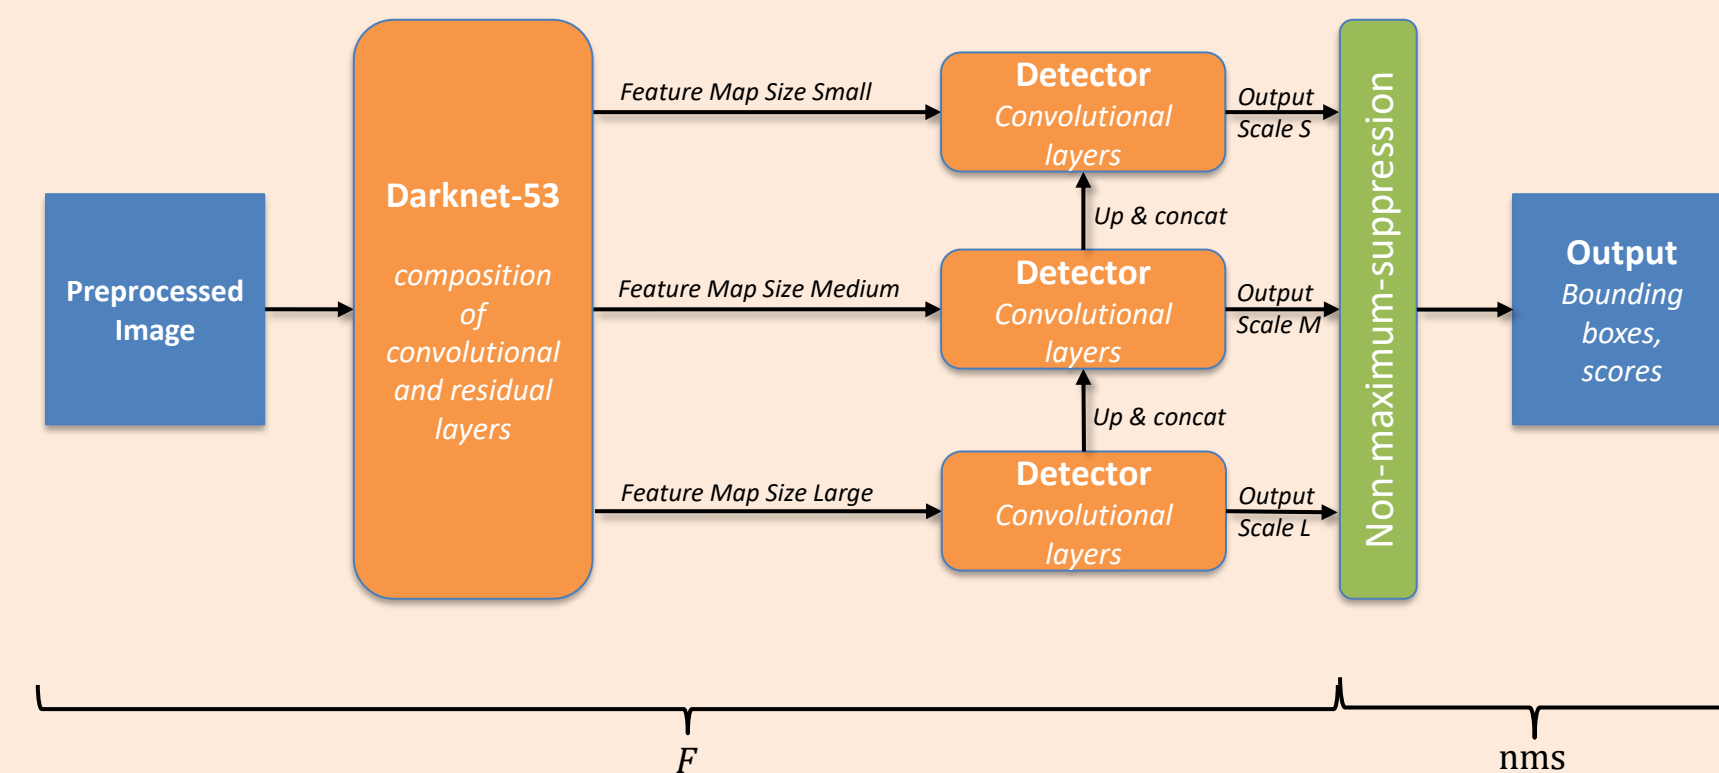 Preprocessed
Image
Darknet-53
composition
of
convolutional
and residual
layers
Feature Map Size Small
Feature Map Size Medium
Feature Map Size Large
Detector
Convolutional
layers
Up & concat
Detector
Convolutional
layers
Up & concat
Detector
Convolutional
layers
Output
Scale S
Output
Scale M
Output
Scale L
Non-maximum-suppression
Output
Bounding
boxes,
scores
F
nms